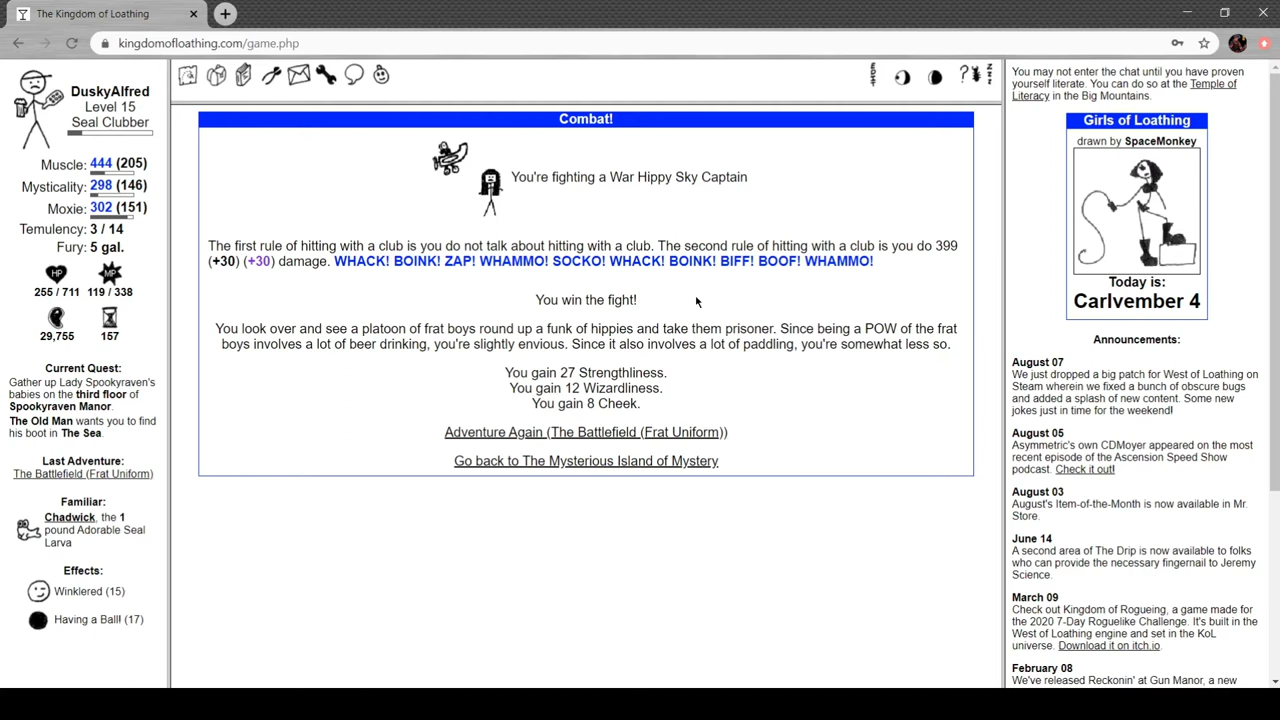 The Kingdom of Loathing
kingdomofloathing.com/game.php
DuskyAlfred
Level 15
Seal Clubber
Muscle: 444 (205)
Mysticality: 298 (146)
Moxie: 302 (151)
Temulency: 3 / 14
Fury: 5 gal.
HP
MP
255 / 711 119 / 338
29,755 157
Current Quest:
Gather up Lady Spookyraven's
babies on the third floor of
Spookyraven Manor.
The Old Man wants you to find
his boot in The Sea.
Last Adventure:
The Battlefield (Frat Uniform)
Familiar:
Chadwick, the 1
pound Adorable Seal
Larva
Effects:
Winklered (15)
Having a Ball! (17)
Combat!
You're fighting a War Hippy Sky Captain
The first rule of hitting with a club is you do not talk about hitting with a club. The second rule of hitting with a club is you do 399
(+30) (+30) damage. WHACK! BOINK! ZAP! WHAMMO! SOCKO! WHACK! BOINK! BIFF! BOOF! WHAMMO!
You win the fight!
You look over and see a platoon of frat boys round up a funk of hippies and take them prisoner. Since being a POW of the frat
boys involves a lot of beer drinking, you're slightly envious. Since it also involves a lot of paddling, you're somewhat less so.
You gain 27 Strengthliness.
You gain 12 Wizardliness.
You gain 8 Cheek.
Adventure Again (The Battlefield (Frat Uniform))
Go back to The Mysterious Island of Mystery
You may not enter the chat until you have proven
yourself literate. You can do so at the Temple of
Literacy in the Big Mountains.
Girls of Loathing
drawn by SpaceMonkey
Today is:
Carlvember 4
Announcements:
August 07
We just dropped a big patch for West of Loathing on
Steam wherein we fixed a bunch of obscure bugs
and added a splash of new content. Some new
jokes just in time for the weekend!
August 05
Asymmetric's own CDMoyer appeared on the most
recent episode of the Ascension Speed Show
podcast. Check it out!
August 03
August's Item-of-the-Month is now available in Mr.
Store.
June 14
A second area of The Drip is now available to folks
who can provide the necessary fingernail to Jeremy
Science.
March 09
Check out Kingdom of Rogueing, a game made for
the 2020 7-Day Roguelike Challenge. It's built in the
West of Loathing engine and set in the KoL
universe. Download it on itch.io.
February 08
We've released Reckonin' at Gun Manor, a new